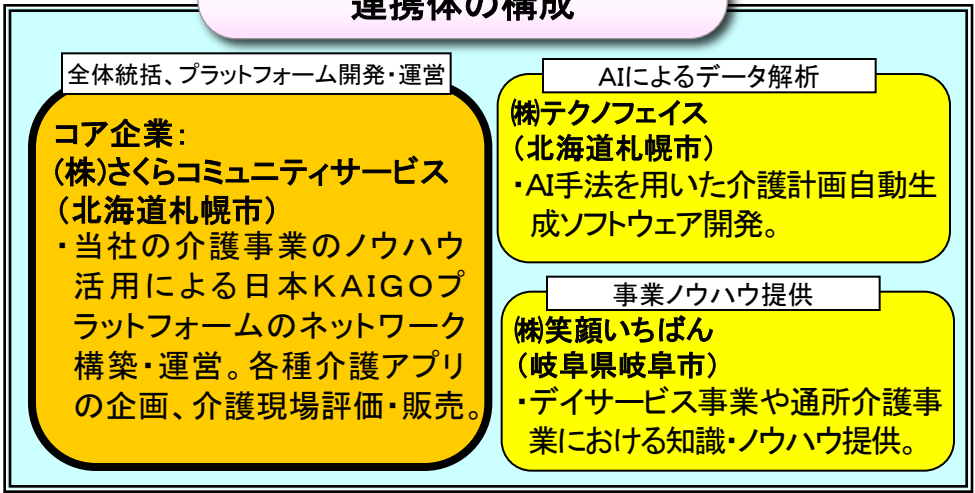 連携体の構成
全体統括、プラットフォーム開発・運営
コア企業：
(株)さくらコミュニティサービス
（北海道札幌市）
・当社の介護事業のノウハウ
活用による日本KAIGOプ
ラットフォームのネットワーク
構築・運営。各種介護アプリ
の企画、介護現場評価・販売。
AIによるデータ解析
㈱テクノフェイス
（北海道札幌市）
・AI手法を用いた介護計画自動生
成ソフトウェア開発。
事業ノウハウ提供
㈱笑顔いちばん
（岐阜県岐阜市）
・デイサービス事業や通所介護事
業における知識・ノウハウ提供。